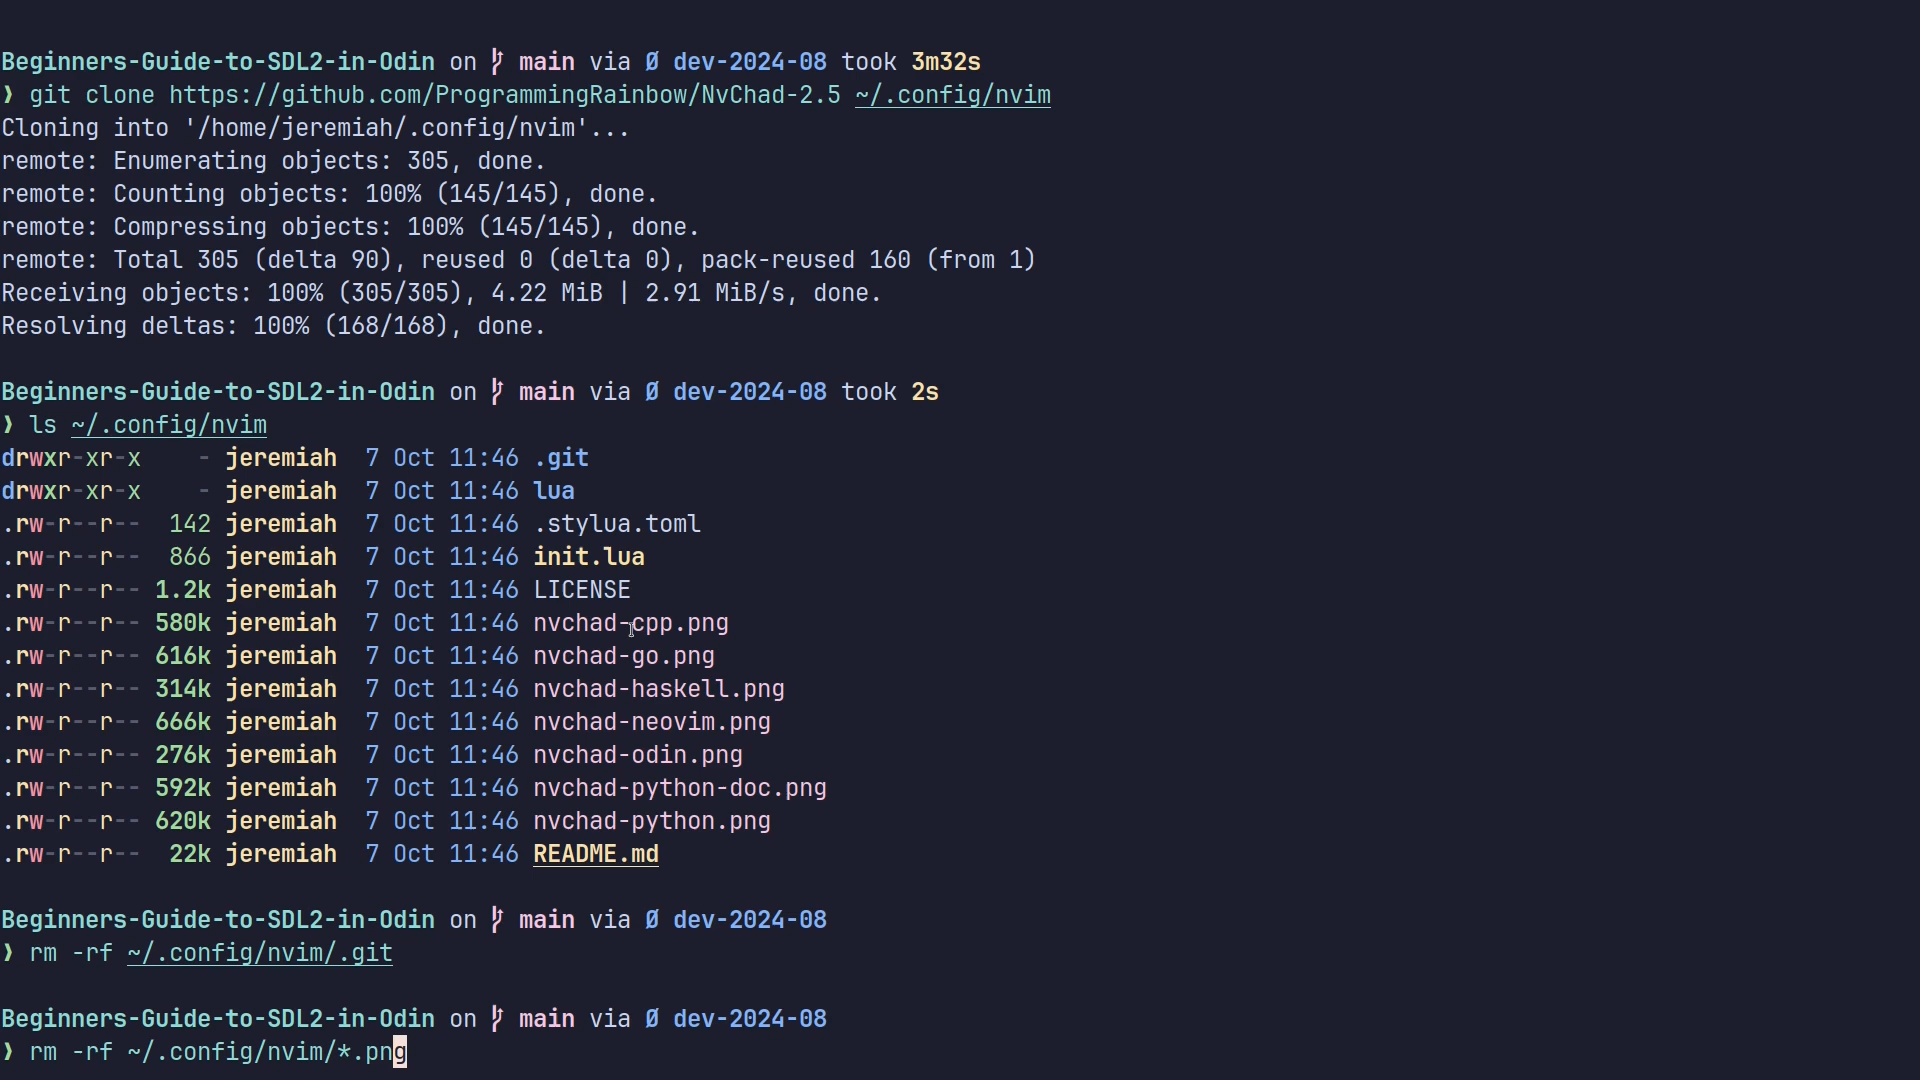 Beginners-Guide-to-SDL2-in-Odin on main via Ø dev-2024-08 took 3m32s
❱ git clone https://github.com/ProgrammingRainbow/NvChad-2.5 ~/.config/nvim
Cloning into '/home/jeremiah/.config/nvim'...
remote: Enumerating objects: 305, done.
remote: Counting objects: 100% (145/145), done.
remote: Compressing objects: 100% (145/145), done.
remote: Total 305 (delta 90), reused 0 (delta 0), pack-reused 160 (from 1)
Receiving objects: 100% (305/305), 4.22 MiB | 2.91 MiB/s, done.
Resolving deltas: 100% (168/168), done.
Beginners-Guide-to-SDL2-in-Odin on main via Ø dev-2024-08 took 2s
❱ ls ~/.config/nvim
drwxr-xr-x - jeremiah 7 Oct 11:46 .git
drwxr-xr-x - jeremiah 7 Oct 11:46 lua
.rw-r--r-- 142 jeremiah 7 Oct 11:46 .stylua.toml
.rw-r--r-- 866 jeremiah 7 Oct 11:46 init.lua
.rw-r--r-- 1.2k jeremiah 7 Oct 11:46 LICENSE
.rw-r--r-- 580k jeremiah 7 Oct 11:46 nvchad-cpp.png
.rw-r--r-- 616k jeremiah 7 Oct 11:46 nvchad-go.png
.rw-r--r-- 314k jeremiah 7 Oct 11:46 nvchad-haskell.png
.rw-r--r-- 666k jeremiah 7 Oct 11:46 nvchad-neovim.png
.rw-r--r-- 276k jeremiah 7 Oct 11:46 nvchad-odin.png
.rw-r--r-- 592k jeremiah 7 Oct 11:46 nvchad-python-doc.png
.rw-r--r-- 620k jeremiah 7 Oct 11:46 nvchad-python.png
.rw-r--r-- 22k jeremiah 7 Oct 11:46 README.md
Beginners-Guide-to-SDL2-in-Odin on main via Ø dev-2024-08
❱ rm -rf ~/.config/nvim/.git
Beginners-Guide-to-SDL2-in-Odin on main via Ø dev-2024-08
❱ rm -rf ~/.config/nvim/*.png